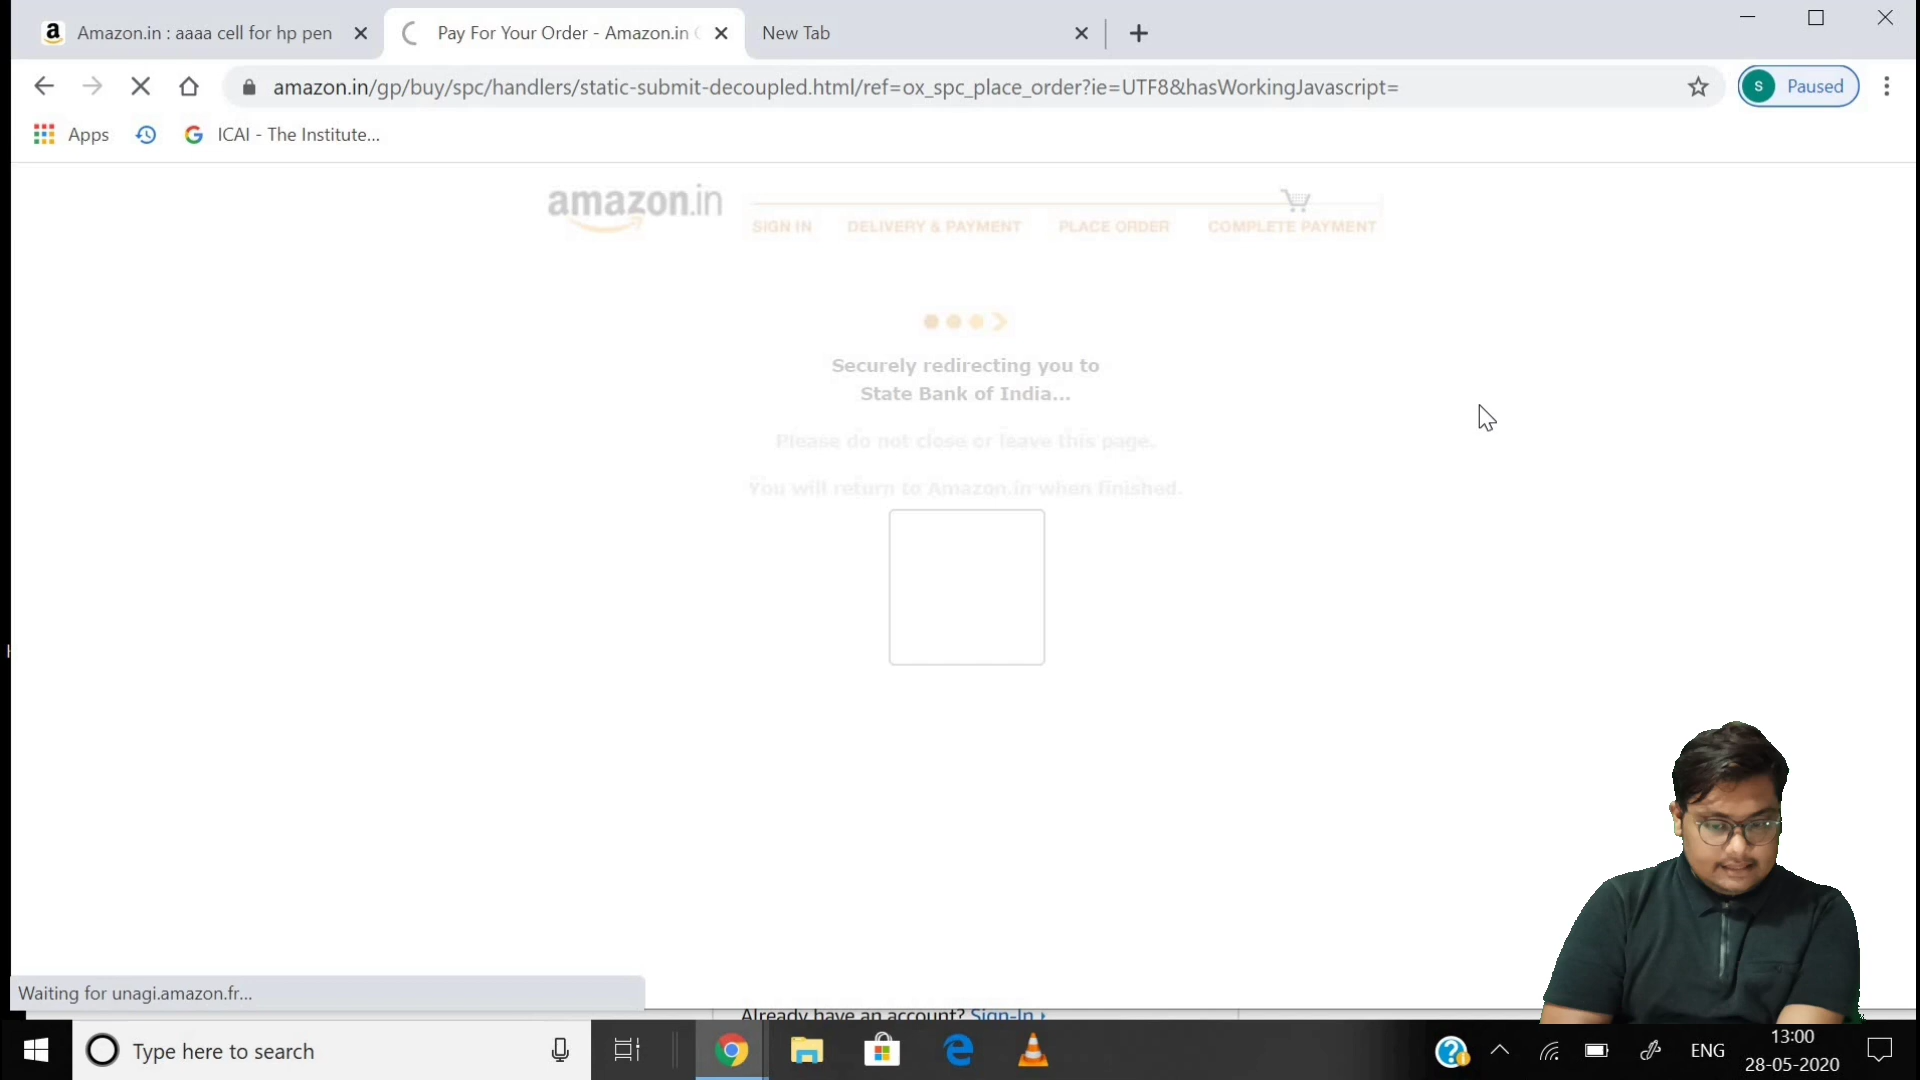 Amazon.in : aaaa cell for hp pen
Pay For Your Order - Amazon.in
New Tab
amazon.in/gp/buy/spc/handlers/static-submit-decoupled.html/ref=ox_spc_place_order?ie=UTF8&hasWorkingJavascript=
S Paused
Apps
ICAI - The Institute...
amazon.in
SIGN IN DELIVERY & PAYMENT PLACE ORDER COMPLETE PAYMENT
Securely redirecting you to
State Bank of India...
Please do not close or leave this page.
You will return to Amazon.in when finished.
Waiting for unagi.amazon.fr...
Already have an account? Sign-In
Type here to search
ENG
13:00
28-05-2020